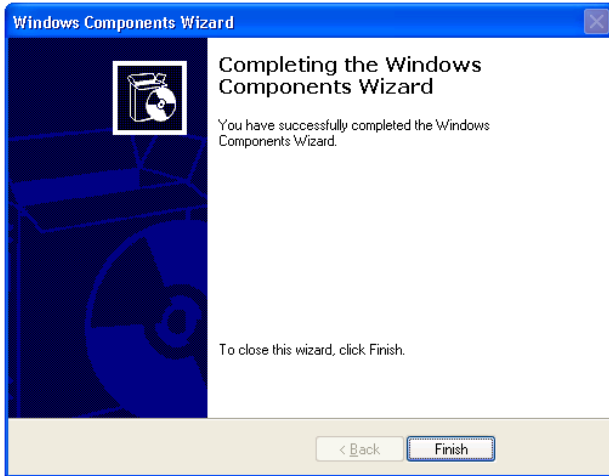 Windows Components Wizard
Completing the Windows
Components Wizard
You have successfully completed the Windows
Components Wizard.
To close this wizard, click Finish.
< Back
Finish